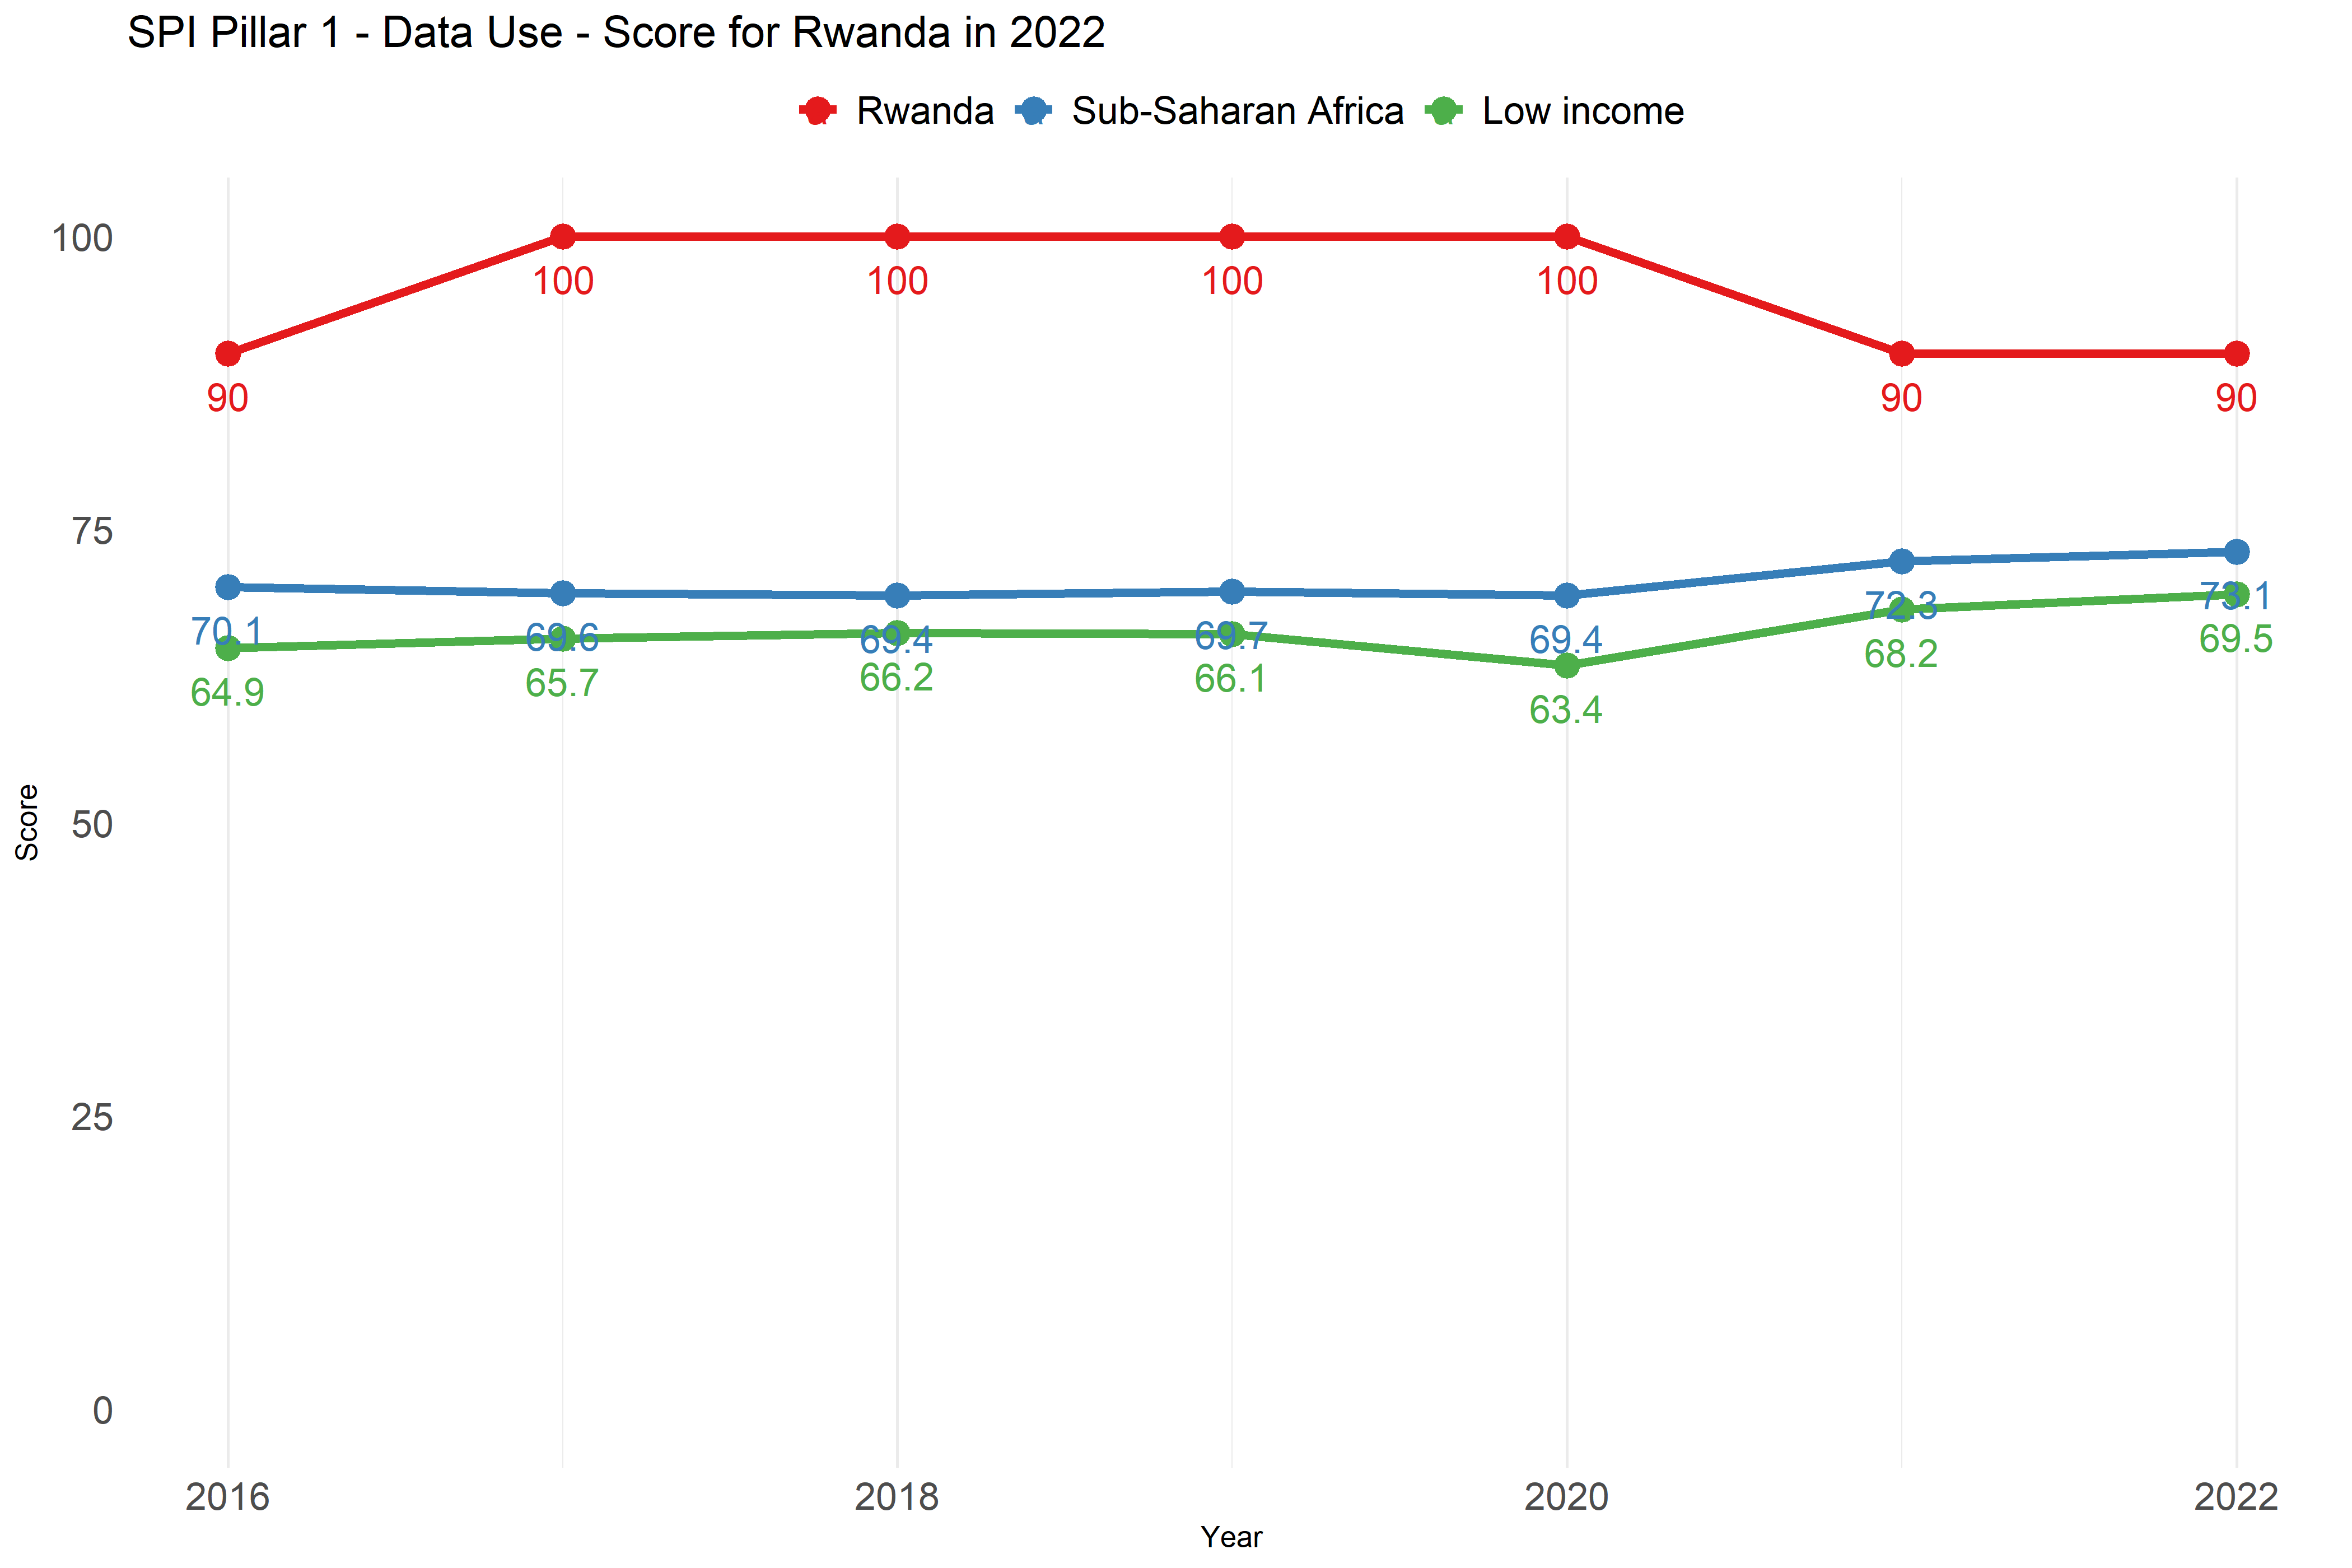 SPI Pillar 1 - Data Use - Score for Rwanda in 2022
Rwanda Sub-Saharan Africa Low income
100
75
50
25
0
Score
100 100 100 100
90 90 90
70.1 69.6 69.4 69.7 69.4 72.3 73.1
64.9 65.7 66.2 66.1 63.4 68.2 69.5
2016 2018 2020 2022
Year